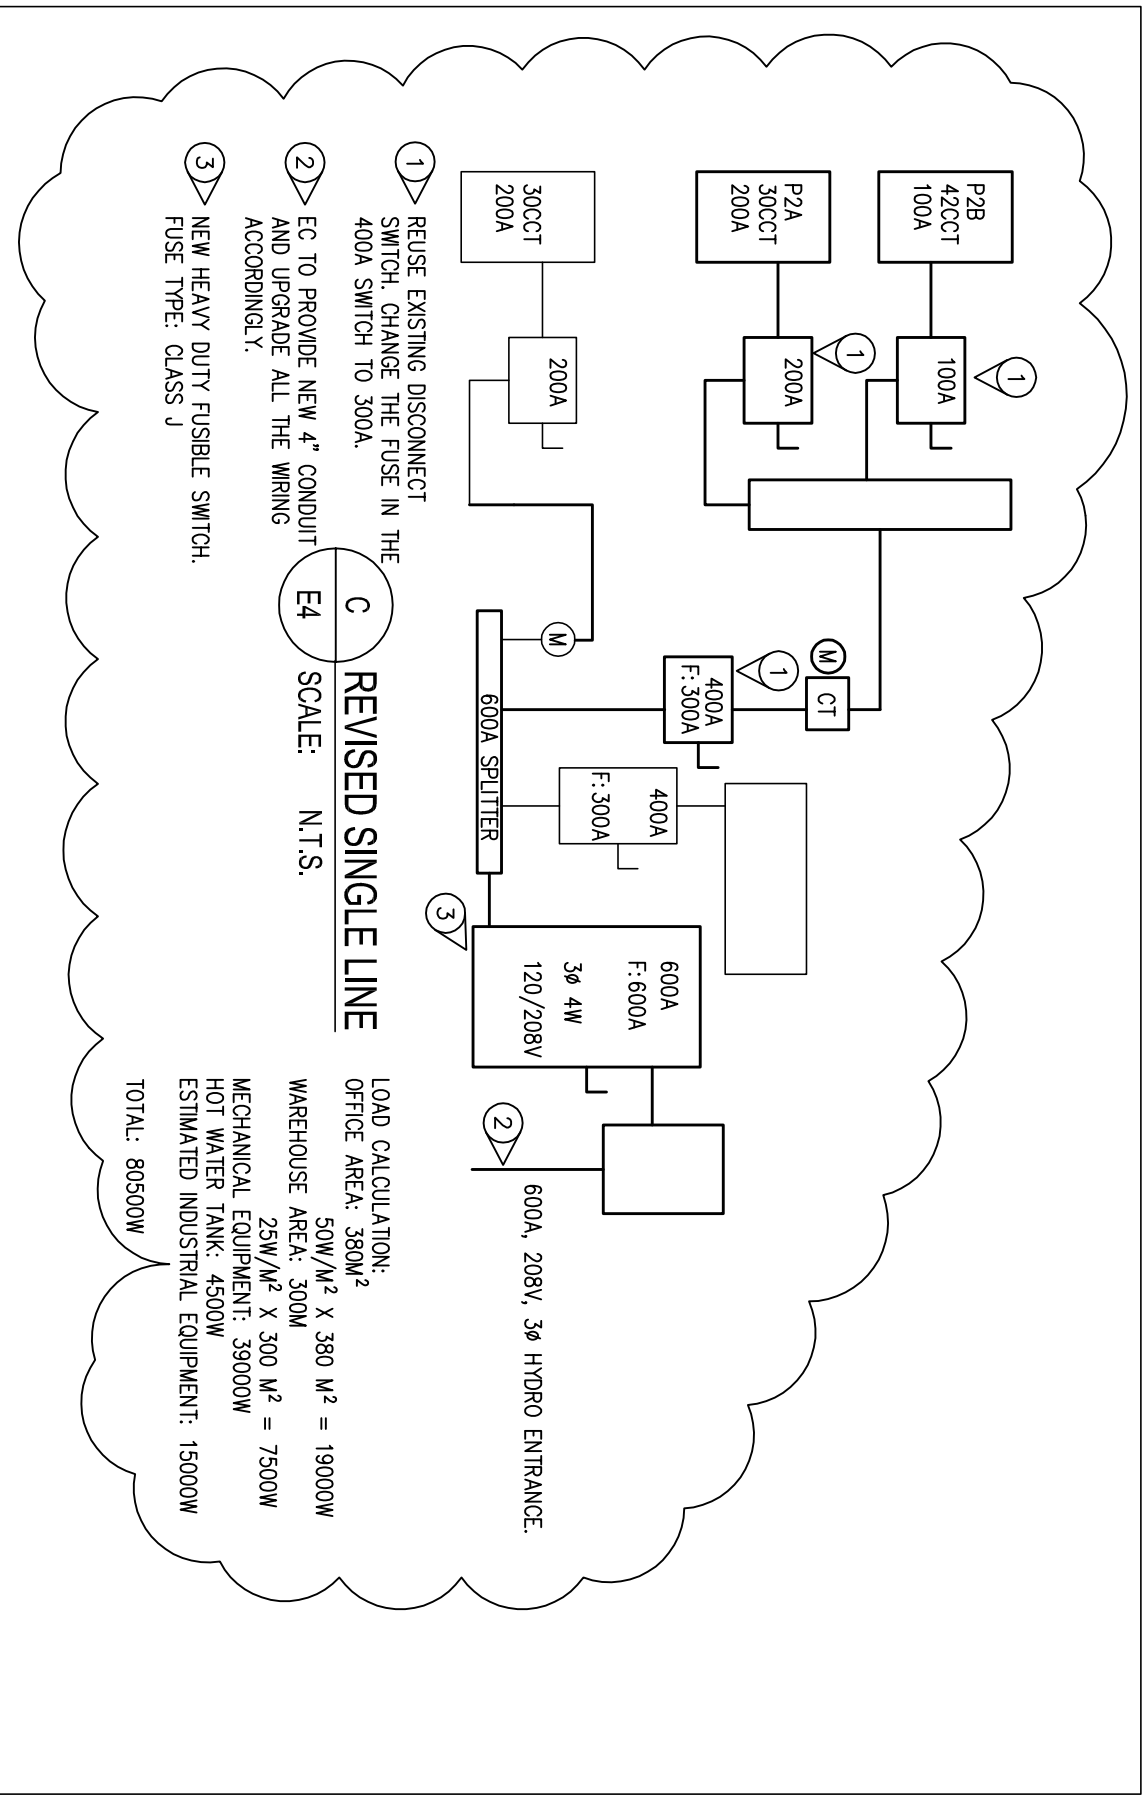 P2B
42CCT
100A
100A
1
P2A
30CCT
200A
200A
1
M
CT
1
400A
F:300A
400A
F:300A
30CCT
200A
200A
M
600A SPLITTER
600A
F:600A
3ø 4W
120/208V
3
2
600A, 208V, 3ø HYDRO ENTRANCE.
1
REUSE EXISTING DISCONNECT
SWITCH. CHANGE THE FUSE IN THE
400A SWITCH TO 300A.
2
EC TO PROVIDE NEW 4" CONDUIT
AND UPGRADE ALL THE WIRING
ACCORDINGLY.
3
NEW HEAVY DUTY FUSIBLE SWITCH.
FUSE TYPE: CLASS J
C
E4
REVISED SINGLE LINE
SCALE: N.T.S.
LOAD CALCULATION:
OFFICE AREA: 380M²
50W/M² X 380 M² = 19000W
WAREHOUSE AREA: 300M
25W/M² X 300 M² = 7500W
MECHANICAL EQUIPMENT: 39000W
HOT WATER TANK: 4500W
ESTIMATED INDUSTRIAL EQUIPMENT: 15000W
TOTAL: 80500W